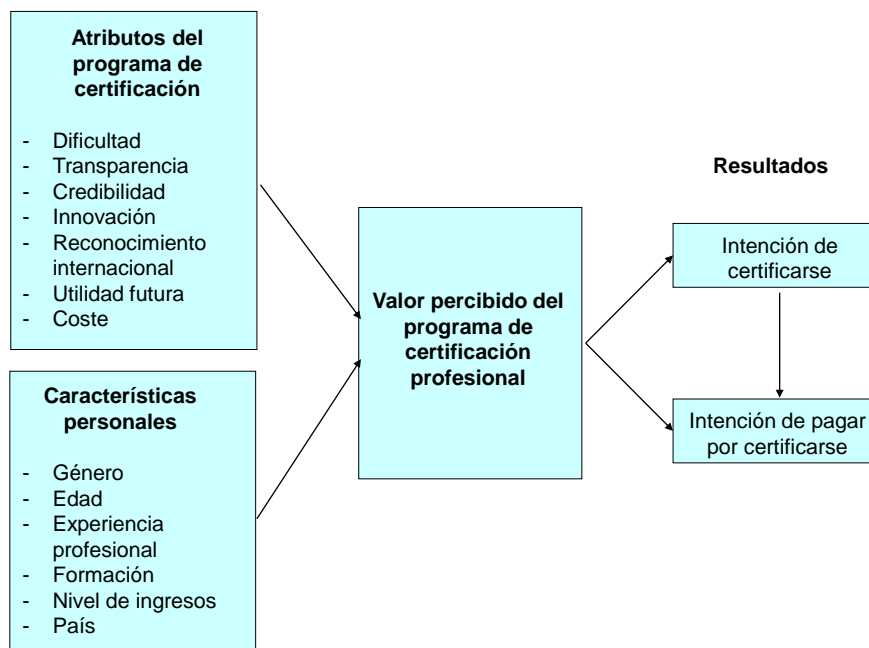 Atributos del
programa de
certificación
- Dificultad
- Transparencia
- Credibilidad
- Innovación
- Reconocimiento
internacional
- Utilidad futura
- Coste
Características
personales
- Género
- Edad
- Experiencia
profesional
- Formación
- Nivel de ingresos
- País
Valor percibido del
programa de
certificación
profesional
Resultados
Intención de
certificarse
Intención de pagar
por certificarse